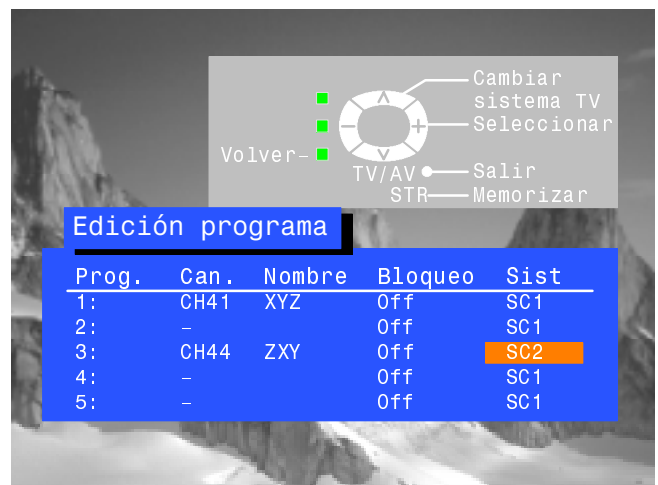 Cambiar
sistema TV
Seleccionar
Volver–
TV/AV Salir
STR Memorizar
Edición programa
Prog. Can. Nombre Bloqueo Sist
1: CH41 XYZ Off SC1
2: – Off SC1
3: CH44 ZXY Off SC2
4: – Off SC1
5: – Off SC1